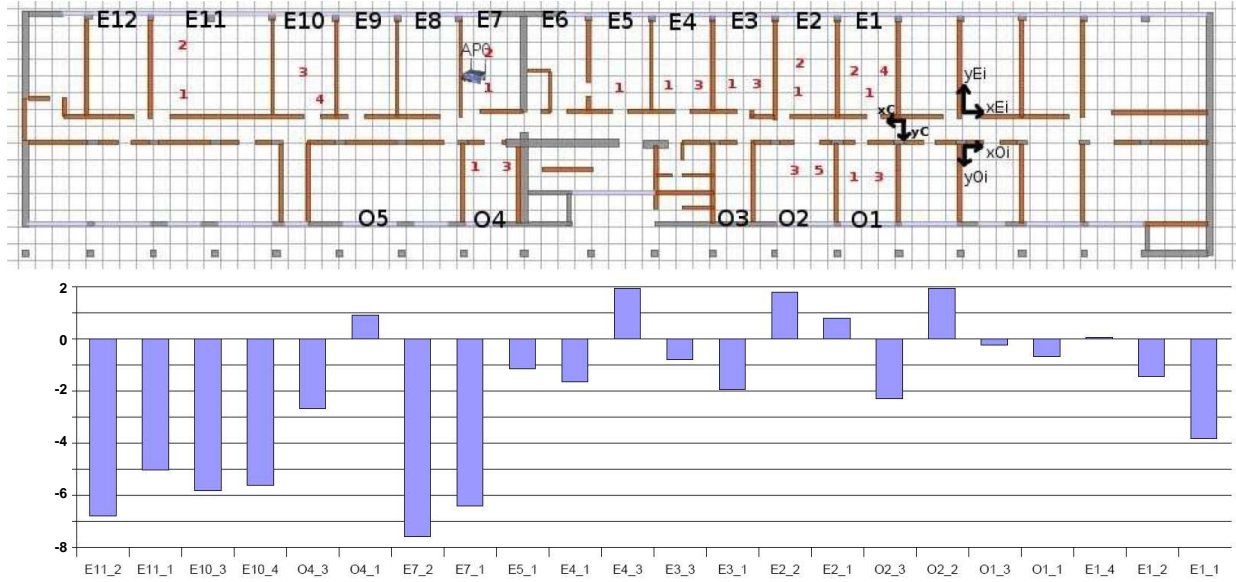 E12 E11 E10 E9 E8 E7 E6 E5 E4 E3 E2 E1
2 AP0 2 2 2 4 yEi
3 1 1 3 1 3
1 4 1 1 1 xEi
xC yC
xOi
1 3 3 5 1 3 yOi
O5 O4 O3 O2 O1
2
0
-2
-4
-6
-8
E11_2 E11_1 E10_3 E10_4 O4_3 O4_1 E7_2 E7_1 E5_1 E4_1 E4_3 E3_3 E3_1 E2_2 E2_1 O2_3 O2_2 O1_3 O1_1 E1_4 E1_2 E1_1